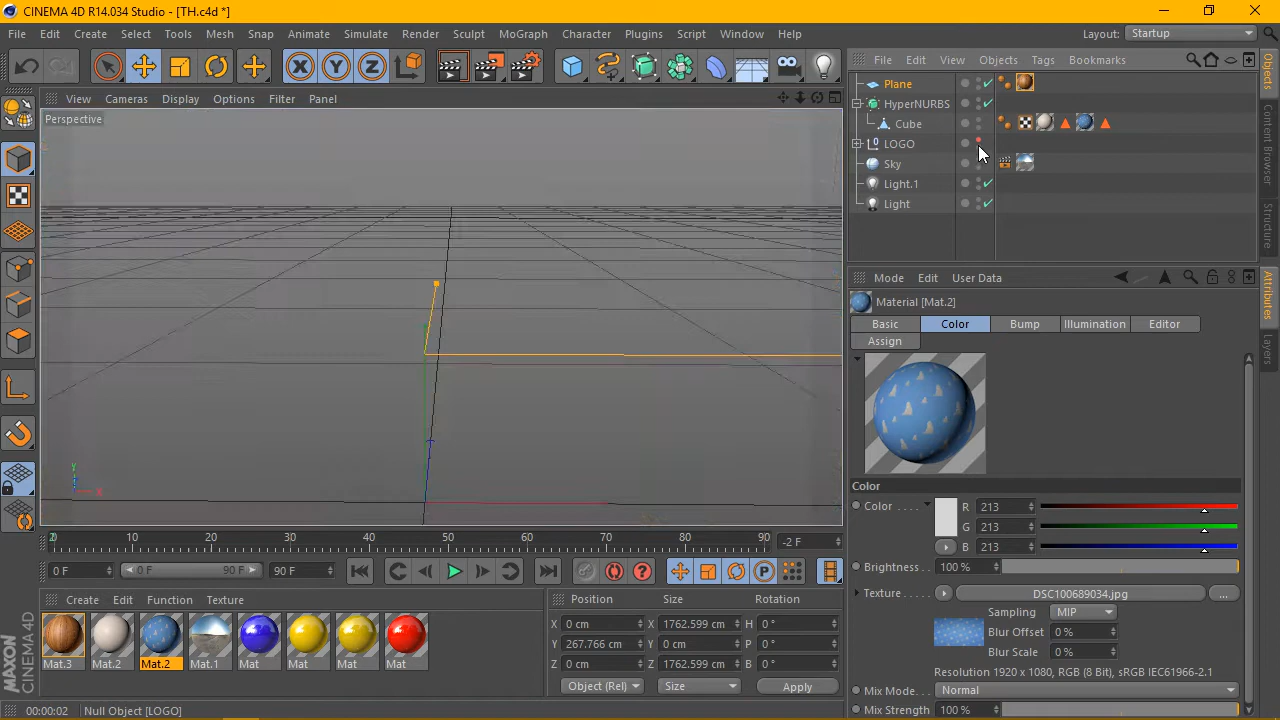 CINEMA 4D R14.034 Studio - [TH.c4d *]
File Edit Create Select Tools Mesh Snap Animate Simulate Render Sculpt MoGraph Character Plugins Script Window Help Layout: Startup
File Edit View Objects Tags Bookmarks
View Cameras Display Options Filter Panel
Perspective
Plane
HyperNURBS
Cube
LOGO
Sky
Light.1
Light
Objects
Content Browser
Structure
Attributes
Layers
Mode Edit User Data
Material [Mat.2]
Basic Color Bump Illumination Editor
Assign
Color
Color . . . . R 213
G 213
B 213
Brightness . 100 %
Texture. . . . . DSC100689034.jpg ...
Sampling MIP
Blur Offset 0 %
Blur Scale 0 %
Resolution 1920 x 1080, RGB (8 Bit), sRGB IEC61966-2.1
Mix Mode. . Normal
Mix Strength 100 %
y
x
0 10 20 30 40 50 60 70 80 90 -2 F
0 F 0 F 90 F 90 F
Create Edit Function Texture
Mat.3 Mat.2 Mat.2 Mat.1 Mat Mat Mat Mat
Position Size Rotation
X 0 cm X 1762.599 cm H 0 °
Y 267.766 cm Y 0 cm P 0 °
Z 0 cm Z 1762.599 cm B 0 °
Object (Rel) Size Apply
MAXON
CINEMA 4D
00:00:02 Null Object [LOGO]